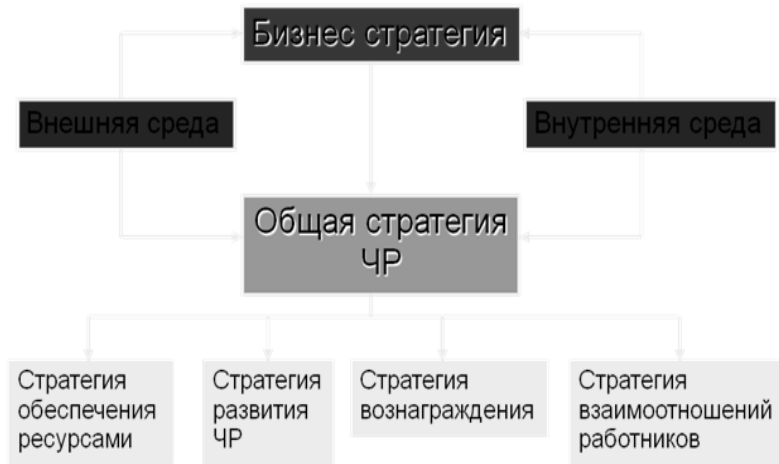 Бизнес стратегия
Внешняя среда
Внутренняя среда
Общая стратегия
ЧР
Стратегия
обеспечения
ресурсами
Стратегия
развития
ЧР
Стратегия
вознаграждения
Стратегия
взаимоотношений
работников